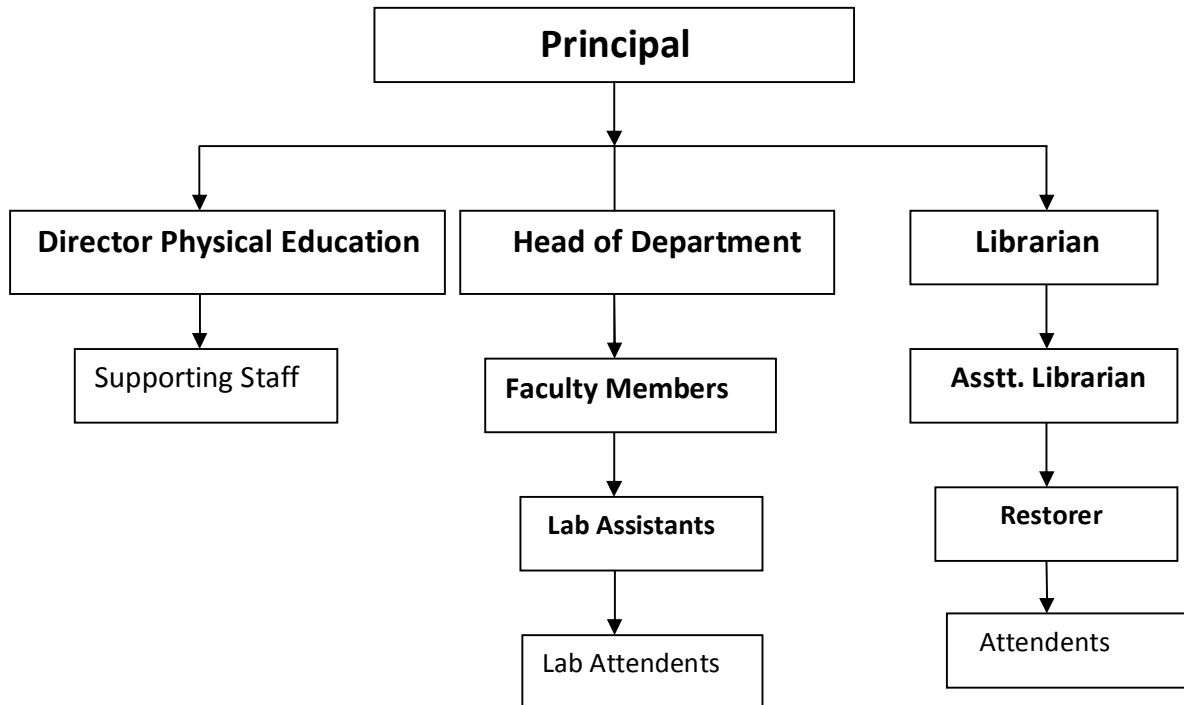 Principal
Director Physical Education
Head of Department
Librarian
Supporting Staff
Faculty Members
Asstt. Librarian
Lab Assistants
Restorer
Lab Attendents
Attendents